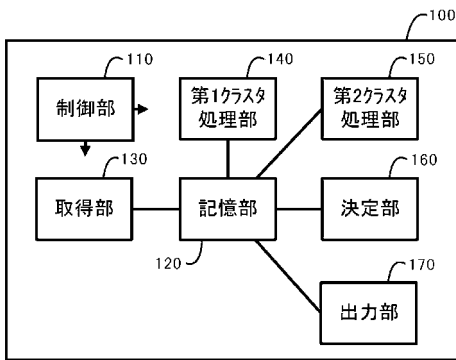 100
110
制御部
140
第1クラスタ
処理部
150
第2クラスタ
処理部
130
取得部
記憶部
120
160
決定部
170
出力部